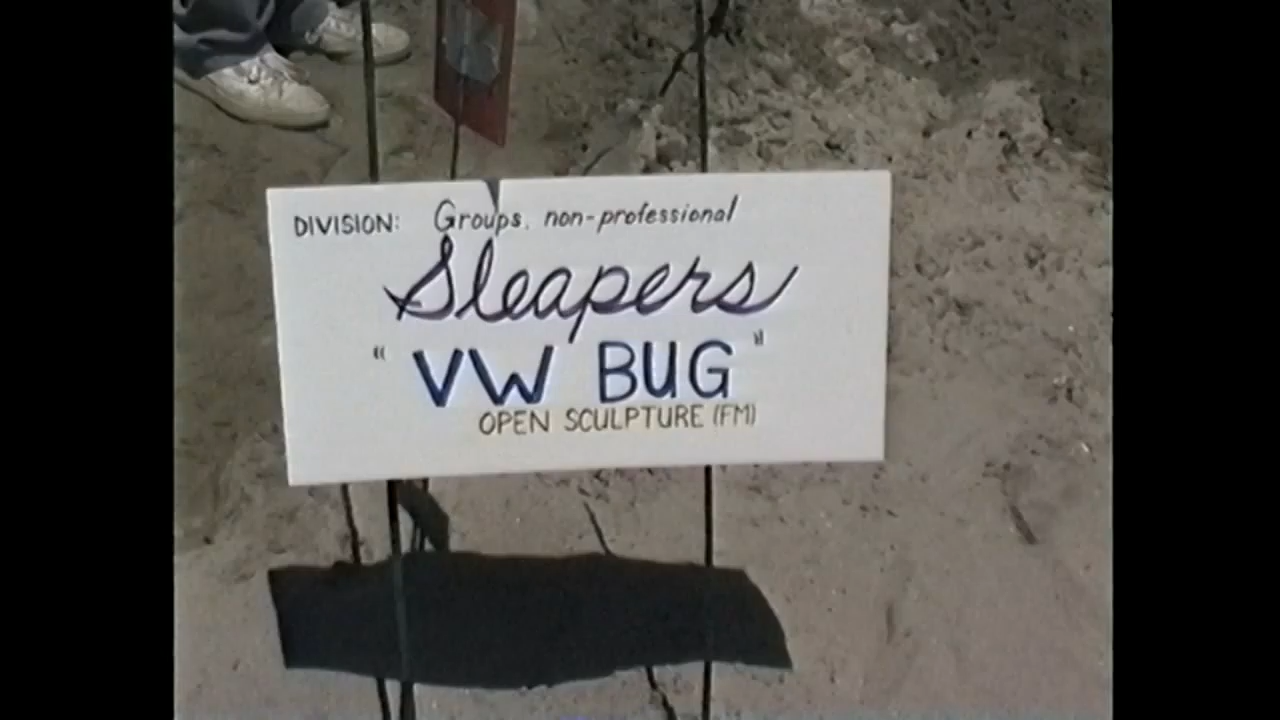 DIVISION: Groups, non-professional
Sleapers
"VW BUG"
OPEN SCULPTURE (FM)